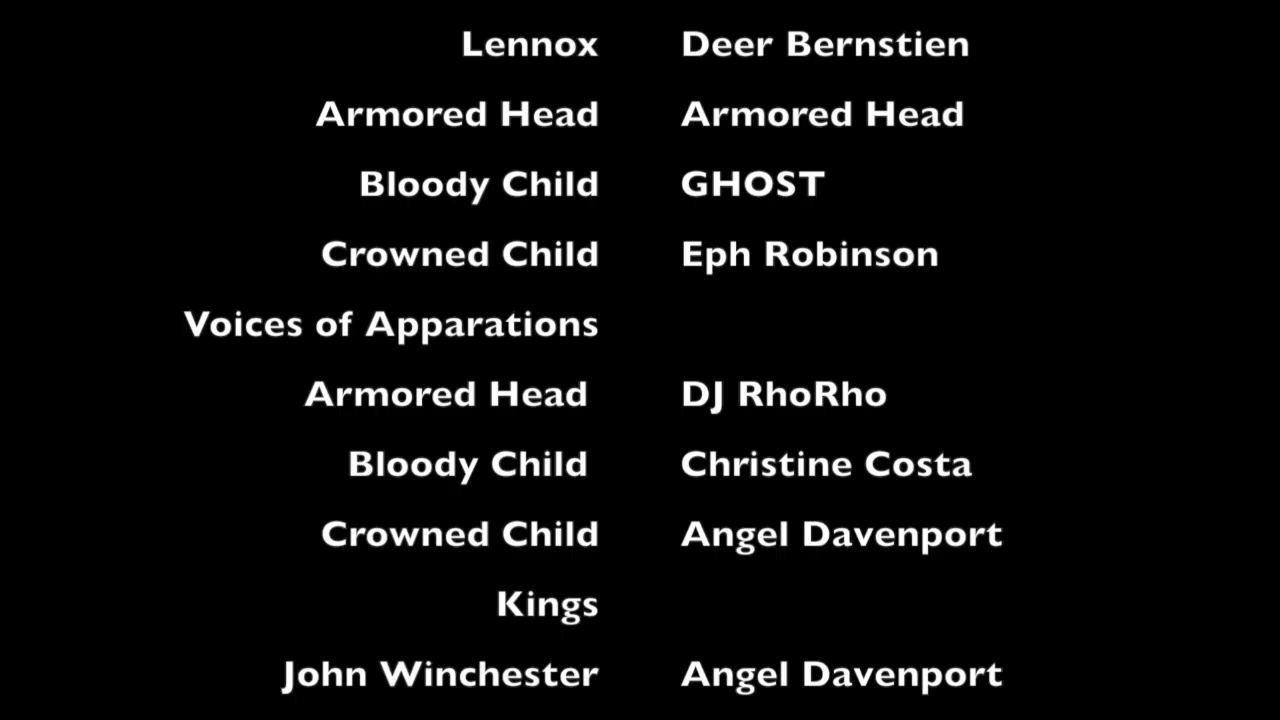 Lennox Deer Bernstien
Armored Head Armored Head
Bloody Child GHOST
Crowned Child Eph Robinson
Voices of Apparations
Armored Head DJ RhoRho
Bloody Child Christine Costa
Crowned Child Angel Davenport
Kings
John Winchester Angel Davenport